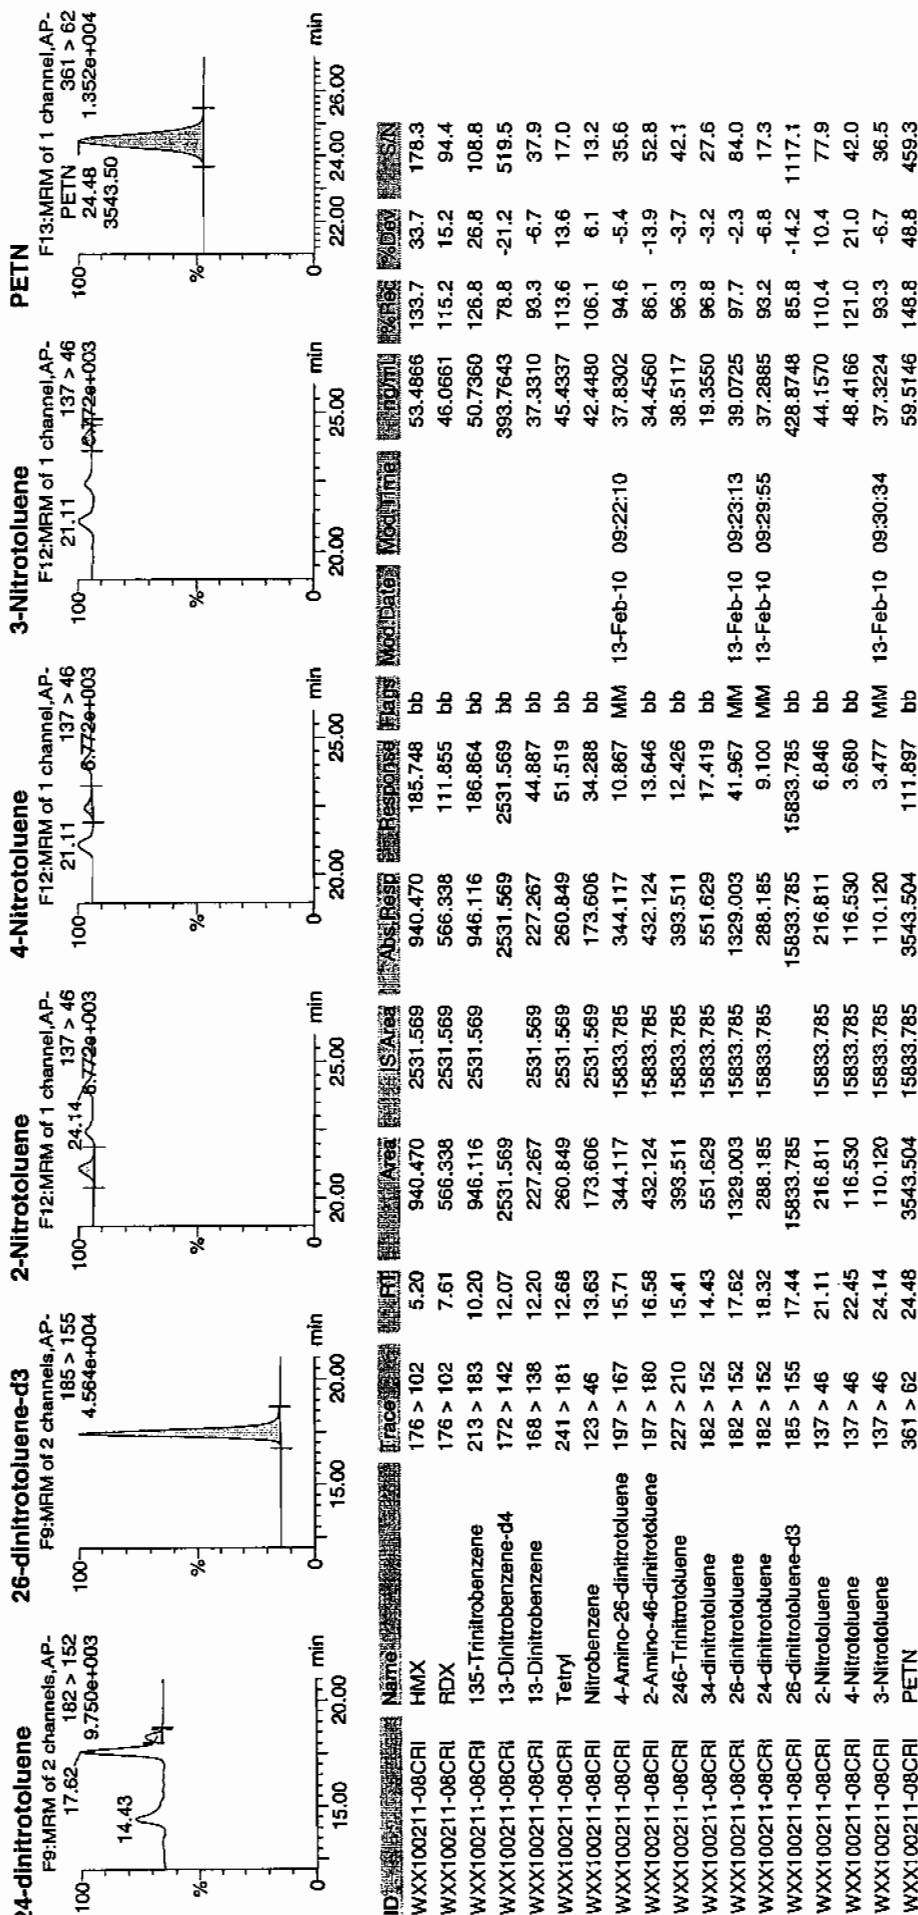 24-dinitrotoluene
F9:MRM of 2 channels,AP-
182 > 152
9.750e+003
17.62
14.43
100
15.00
20.00
26-dinitrotoluene-d3
F9:MRM of 2 channels,AP-
185 > 155
4.564e+004
100
%
0
15.00
20.00
min
2-Nitrotoluene
F12:MRM of 1 channel,AP-
137 > 46
6.772e+003
24.14
100
%
0
20.00
25.00
min
4-Nitrotoluene
F12:MRM of 1 channel,AP-
137 > 46
6.772e+003
21.11
100
%
0
20.00
25.00
min
3-Nitrotoluene
F12:MRM of 1 channel,AP-
137 > 46
6.772e+003
21.11
100
%
0
20.00
25.00
min
PETN
F13:MRM of 1 channel,AP-
361 > 62
1.352e+004
PETN
24.48
3543.50
100
%
0
22.00
24.00
26.00
min
ID Name Trace RT Area IS Area Abs.Resp Response Flags Mod.Date Mod.Time ng/mL %Rec %Dev S/N
WXX100211-08CRI HMX 176 > 102 5.20 940.470 2531.569 940.470 185.748 bb 53.4866 133.7 33.7 178.3
WXX100211-08CRI RDX 176 > 102 7.61 566.338 2531.569 566.338 111.855 bb 46.0661 115.2 15.2 94.4
WXX100211-08CRI 135-Trinitrobenzene 213 > 183 10.20 946.116 2531.569 946.116 186.864 bb 50.7360 126.8 26.8 108.8
WXX100211-08CRI 13-Dinitrobenzene-d4 172 > 142 12.07 2531.569 2531.569 2531.569 bb 393.7643 78.8 -21.2 519.5
WXX100211-08CRI 13-Dinitrobenzene 168 > 138 12.20 227.267 2531.569 227.267 44.887 bb 37.3310 93.3 -6.7 37.9
WXX100211-08CRI Tetryl 241 > 181 12.68 260.849 2531.569 260.849 51.519 bb 45.4337 113.6 13.6 17.0
WXX100211-08CRI Nitrobenzene 123 > 46 13.63 173.606 2531.569 173.606 34.288 bb 42.4480 106.1 6.1 13.2
WXX100211-08CRI 4-Amino-26-dinitrotoluene 197 > 167 15.71 344.117 15833.785 344.117 10.867 MM 13-Feb-10 09:22:10 37.8302 94.6 -5.4 35.6
WXX100211-08CRI 2-Amino-46-dinitrotoluene 197 > 180 16.58 432.124 15833.785 432.124 13.646 bb 34.4560 86.1 -13.9 52.8
WXX100211-08CRI 246-Trinitrotoluene 227 > 210 15.41 393.511 15833.785 393.511 12.426 bb 38.5117 96.3 -3.7 42.1
WXX100211-08CRI 34-dinitrotoluene 182 > 152 14.43 551.629 15833.785 551.629 17.419 bb 19.3550 96.8 -3.2 27.6
WXX100211-08CRI 26-dinitrotoluene 182 > 152 17.62 1329.003 15833.785 1329.003 41.967 MM 13-Feb-10 09:23:13 39.0725 97.7 -2.3 84.0
WXX100211-08CRI 24-dinitrotoluene 182 > 152 18.32 288.185 15833.785 288.185 9.100 MM 13-Feb-10 09:29:55 37.2885 93.2 -6.8 17.3
WXX100211-08CRI 26-dinitrotoluene-d3 185 > 155 17.44 15833.785 15833.785 15833.785 bb 428.8748 85.8 -14.2 1117.1
WXX100211-08CRI 2-Nitrotoluene 137 > 46 21.11 216.811 15833.785 216.811 6.846 bb 44.1570 110.4 10.4 77.9
WXX100211-08CRI 4-Nitrotoluene 137 > 46 22.45 116.530 15833.785 116.530 3.680 bb 48.4166 121.0 21.0 42.0
WXX100211-08CRI 3-Nitrotoluene 137 > 46 24.14 110.120 15833.785 110.120 3.477 MM 13-Feb-10 09:30:34 37.3224 93.3 -6.7 36.5
WXX100211-08CRI PETN 361 > 62 24.48 3543.504 15833.785 3543.504 111.897 bb 59.5146 148.8 48.8 459.3